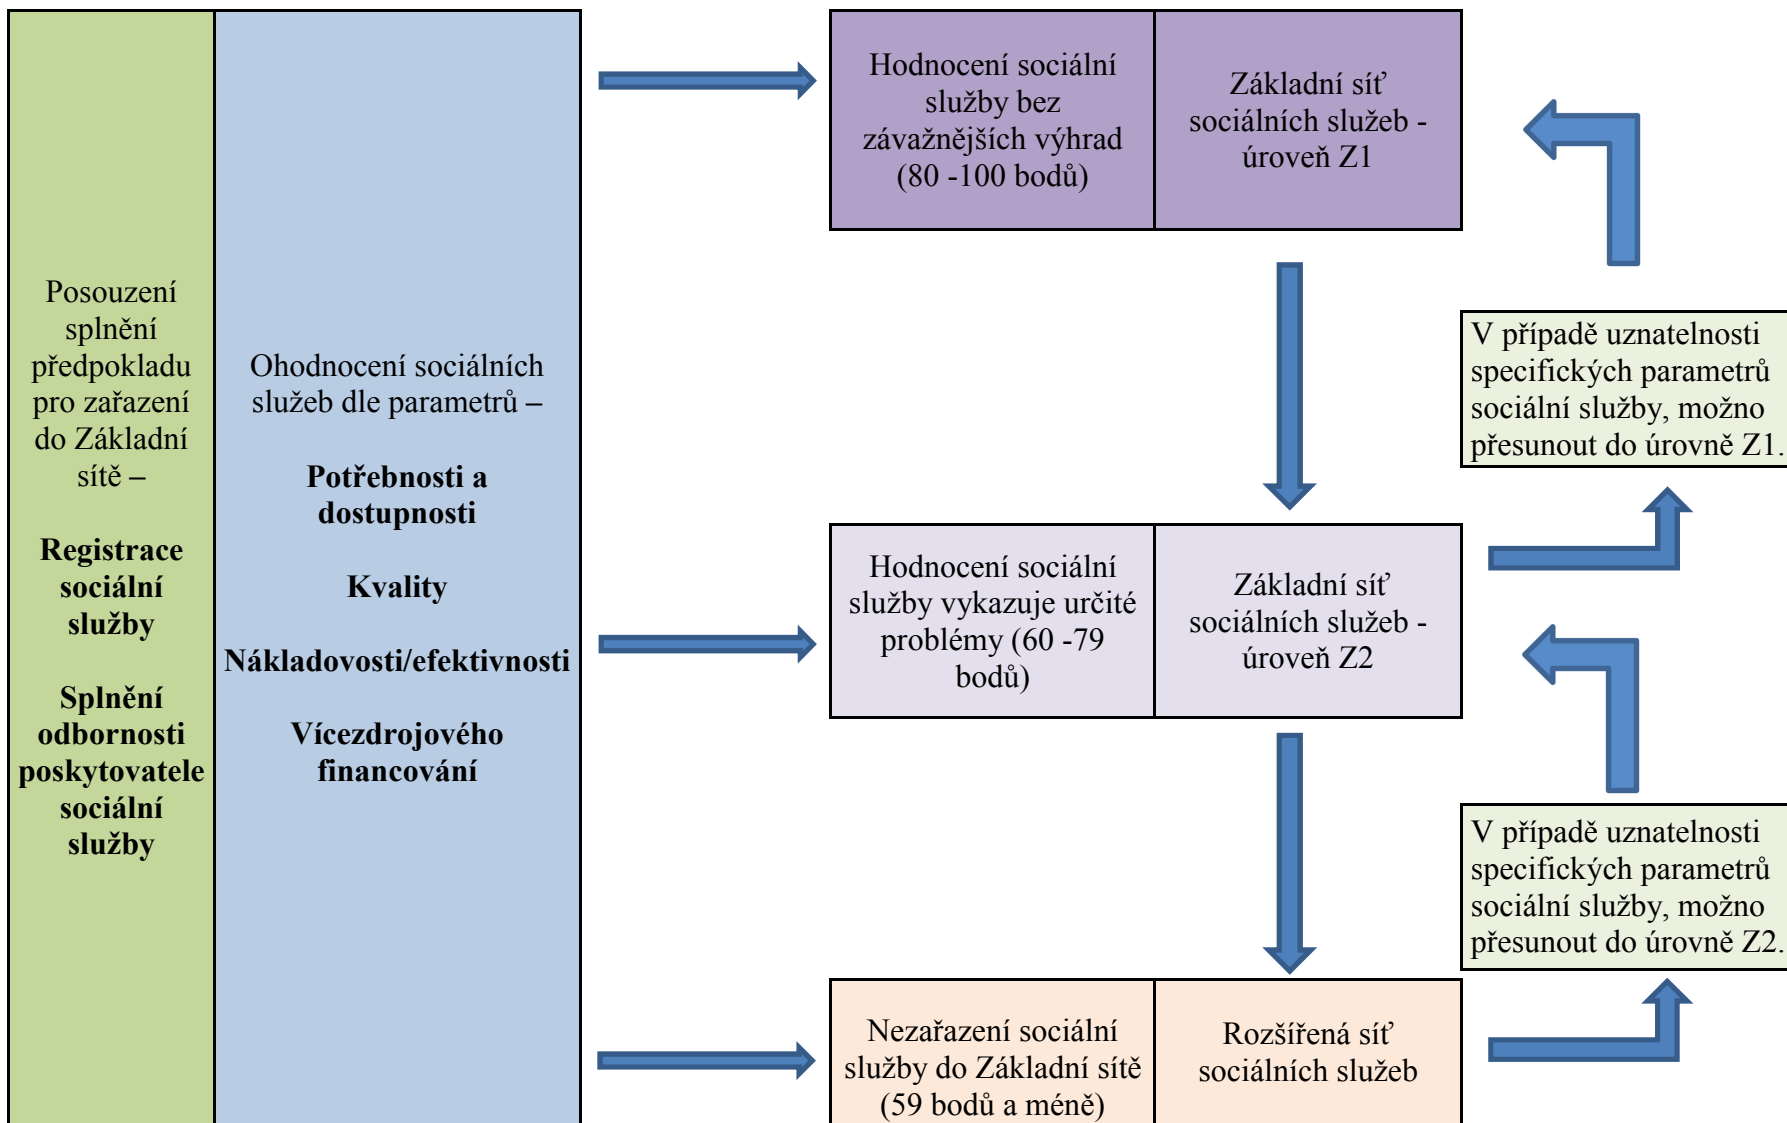 Posouzení
splnění
předpokladu
pro zařazení
do Základní
sítě –
Registrace
sociální
služby
Splnění
odbornosti
poskytovatele
sociální
služby
Ohodnocení sociálních
služeb dle parametrů –
Potřebnosti a
dostupnosti
Kvality
Nákladovosti/efektivnosti
Vícezdrojového
financování
Hodnocení sociální
služby bez
závažnějších výhrad
(80 -100 bodů)
Základní síť
sociálních služeb -
úroveň Z1
V případě uznatelnosti
specifických parametrů
sociální služby, možno
přesunout do úrovně Z1.
Hodnocení sociální
služby vykazuje určité
problémy (60 -79
bodů)
Základní síť
sociálních služeb -
úroveň Z2
V případě uznatelnosti
specifických parametrů
sociální služby, možno
přesunout do úrovně Z2.
Nezařazení sociální
služby do Základní sítě
(59 bodů a méně)
Rozšířená síť
sociálních služeb